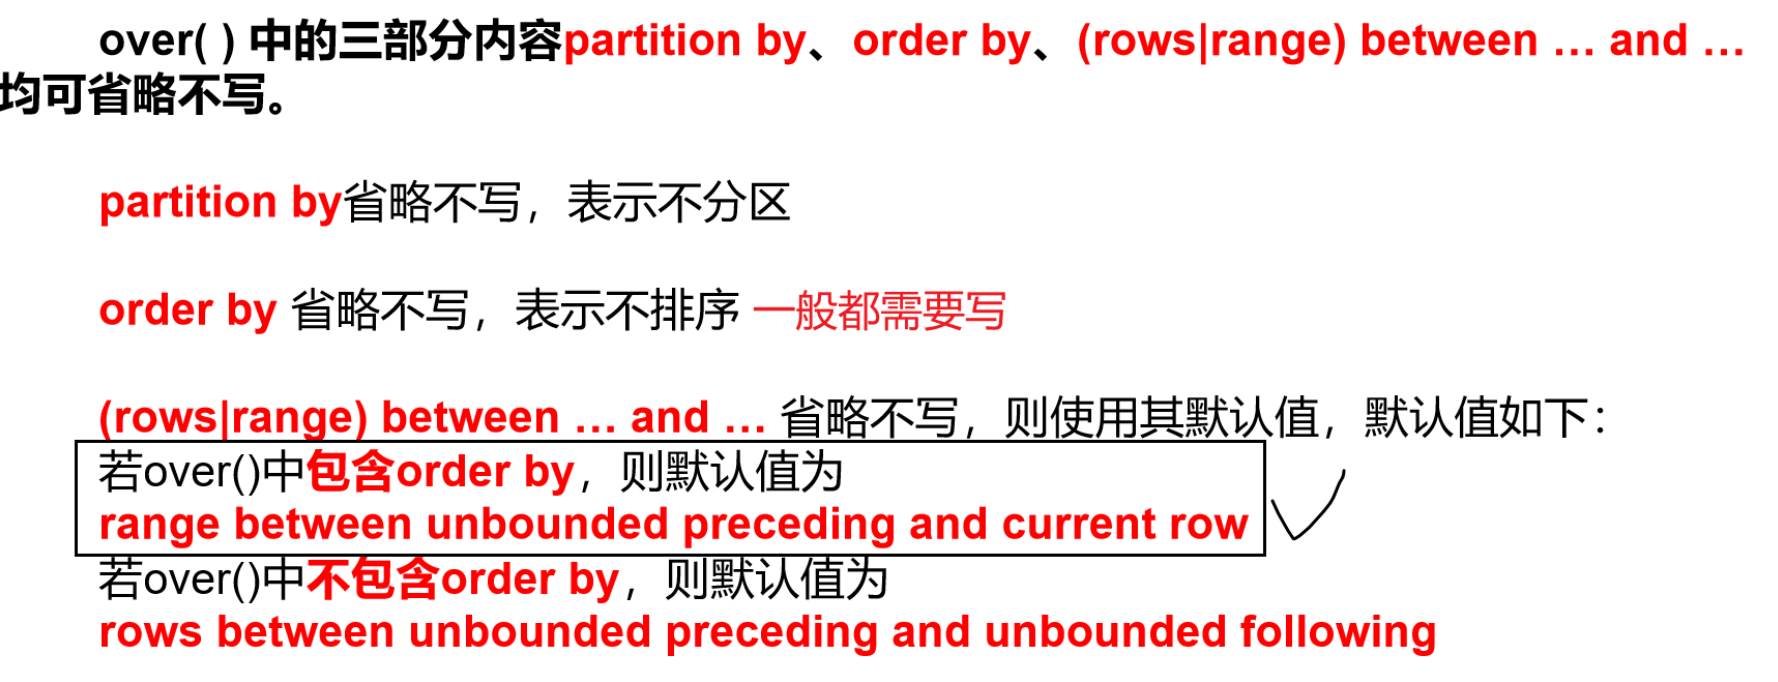 over( ) 中的三部分内容partition by、order by、(rows|range) between … and …
均可省略不写。
partition by省略不写，表示不分区
order by 省略不写，表示不排序 一般都需要写
(rows|range) between … and … 省略不写，则使用其默认值，默认值如下：
若over()中包含order by，则默认值为
range between unbounded preceding and current row
若over()中不包含order by，则默认值为
rows between unbounded preceding and unbounded following